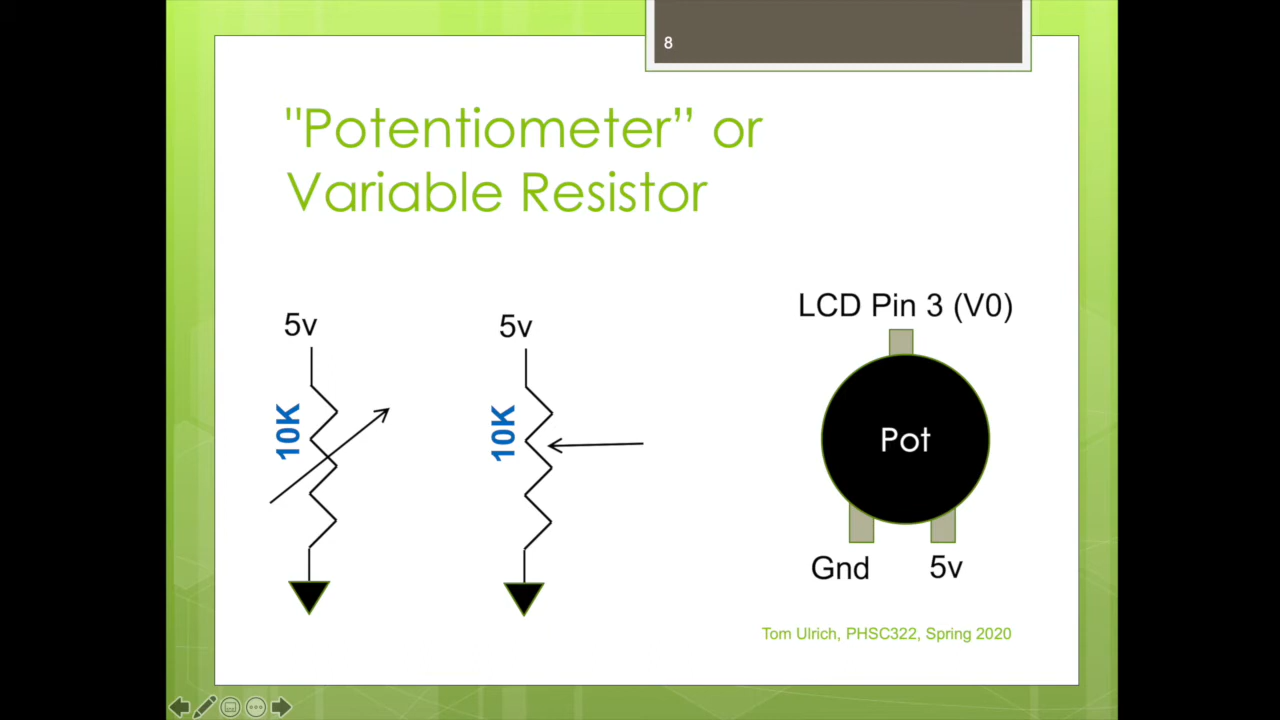 8
"Potentiometer” or
Variable Resistor
5v
10K
5v
10K
LCD Pin 3 (V0)
Pot
Gnd
5v
Tom Ulrich, PHSC322, Spring 2020